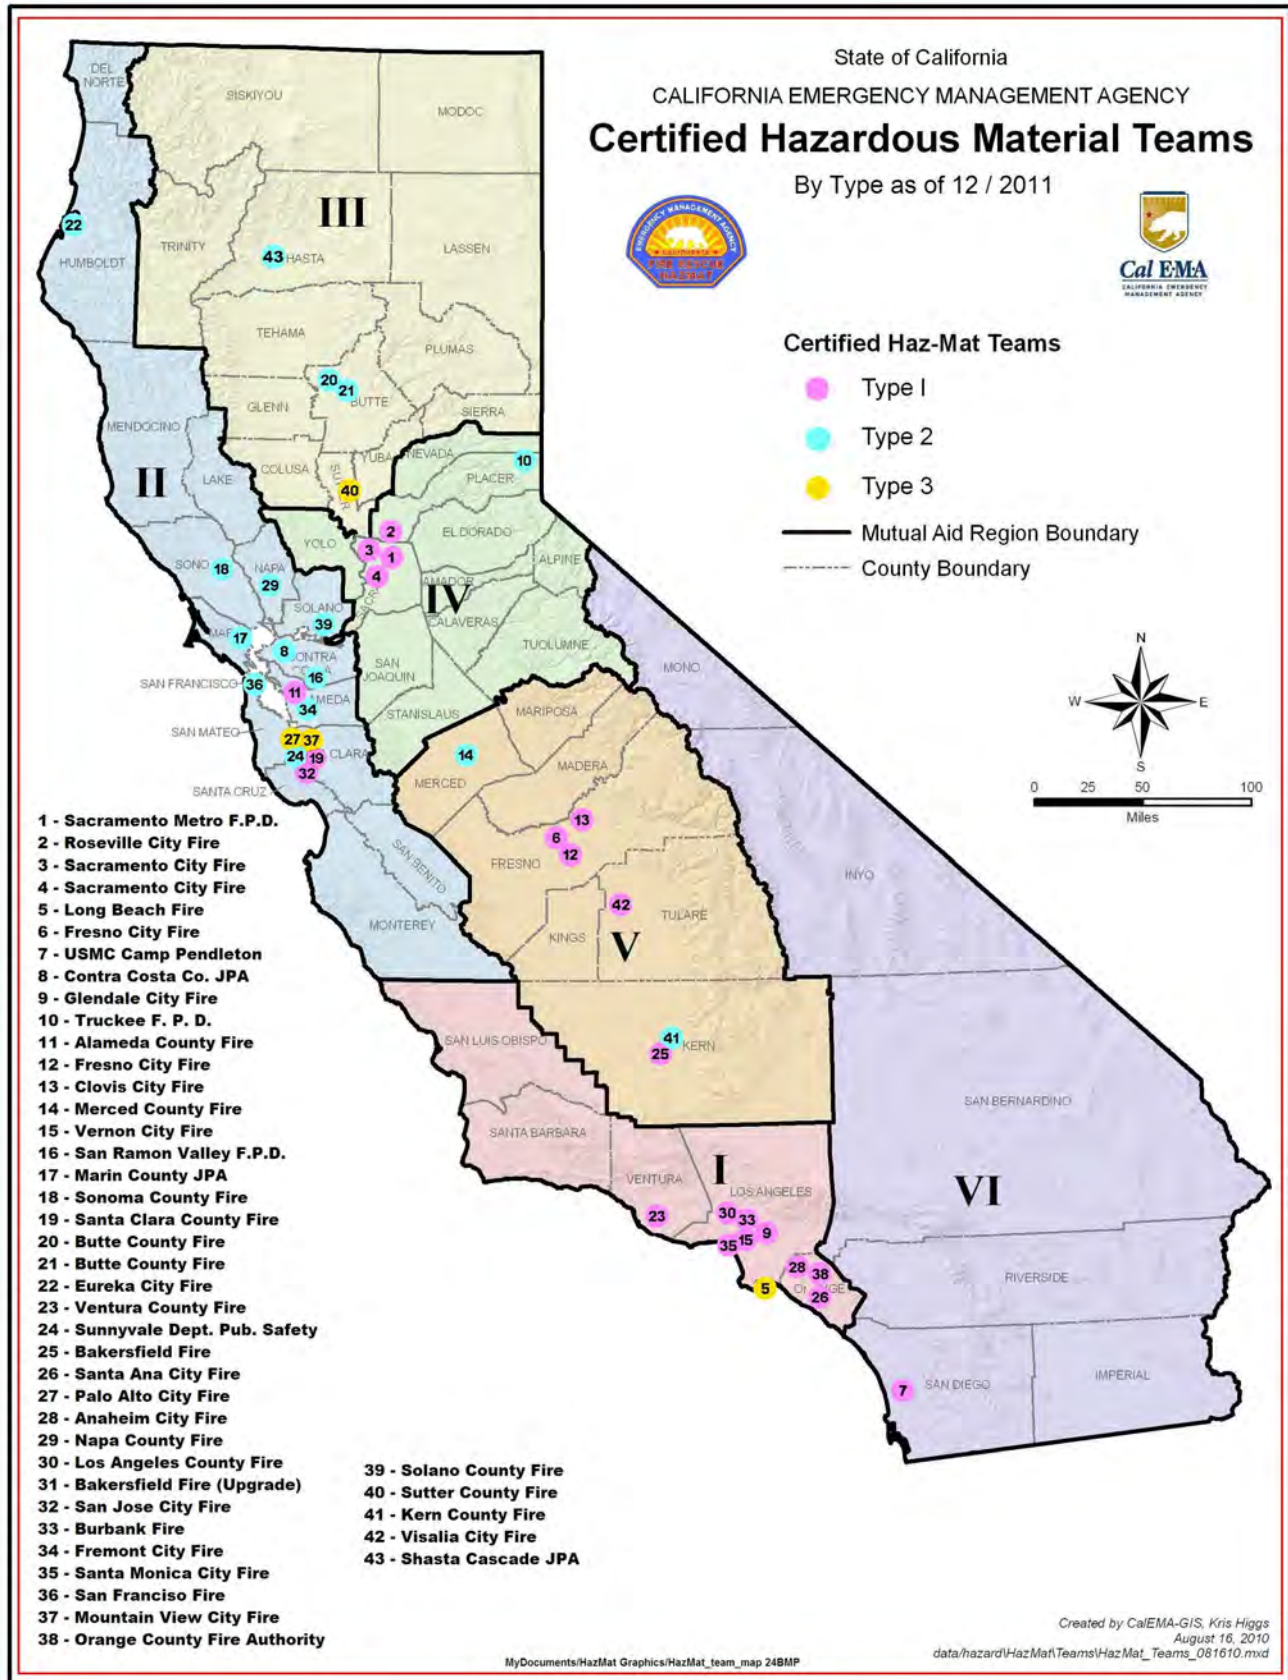 State of California
CALIFORNIA EMERGENCY MANAGEMENT AGENCY
Certified Hazardous Material Teams
By Type as of 12 / 2011
EMERGENCY MANAGEMENT AGENCY
CALIFORNIA
FIRE RESCUE
HAZMAT
Cal EMA
CALIFORNIA EMERGENCY
MANAGEMENT AGENCY
Certified Haz-Mat Teams
Type I
Type 2
Type 3
Mutual Aid Region Boundary
County Boundary
N
W
E
S
0 50 100
Miles
DEL
NORTE
SISKIYOU
MODOC
III
22
HUMBOLDT
TRINITY
43
HASTA
LASSEN
TEHAMA
PLUMAS
20
21
BUTTE
GLENN
SIERRA
MENDOCINO
II
LAKE
COLUSA
YUBA
NEVADA
10
PLACER
40
2
EL DORADO
YOLO
3
1
ALPINE
SONO
18
NAPA
29
4
AMADOR
IV
SACRA
SOLANO
39
CALAVERAS
MAR
17
8
CONTRA
TUOLUMNE
MONO
SAN
JOAQUIN
SAN FRANCISCO
36
16
11
AMEDA
34
STANISLAUS
MARIPOSA
SAN MATEO
27
37
24
19
CLARA
32
14
MERCED
MADERA
SANTA CRUZ
13
6
12
FRESNO
SAN BENITO
INYO
42
TULARE
MONTEREY
KINGS
V
SAN LUIS OBISPO
41
25
KERN
SAN BERNARDINO
SANTA BARBARA
VENTURA
I
LOS ANGELES
VI
23
30
33
9
35
15
28
38
5
OR
GE
26
RIVERSIDE
7
SAN DIEGO
IMPERIAL
1 - Sacramento Metro F.P.D.
2 - Roseville City Fire
3 - Sacramento City Fire
4 - Sacramento City Fire
5 - Long Beach Fire
6 - Fresno City Fire
7 - USMC Camp Pendleton
8 - Contra Costa Co. JPA
9 - Glendale City Fire
10 - Truckee F. P. D.
11 - Alameda County Fire
12 - Fresno City Fire
13 - Clovis City Fire
14 - Merced County Fire
15 - Vernon City Fire
16 - San Ramon Valley F.P.D.
17 - Marin County JPA
18 - Sonoma County Fire
19 - Santa Clara County Fire
20 - Butte County Fire
21 - Butte County Fire
22 - Eureka City Fire
23 - Ventura County Fire
24 - Sunnyvale Dept. Pub. Safety
25 - Bakersfield Fire
26 - Santa Ana City Fire
27 - Palo Alto City Fire
28 - Anaheim City Fire
29 - Napa County Fire
30 - Los Angeles County Fire
31 - Bakersfield Fire (Upgrade)
32 - San Jose City Fire
33 - Burbank Fire
34 - Fremont City Fire
35 - Santa Monica City Fire
36 - San Franciso Fire
37 - Mountain View City Fire
38 - Orange County Fire Authority
39 - Solano County Fire
40 - Sutter County Fire
41 - Kern County Fire
42 - Visalia City Fire
43 - Shasta Cascade JPA
Created by CalEMA-GIS, Kris Higgs
August 16, 2010
data/hazard\HazMat\Teams\HazMat_Teams_081610.mxd
MyDocuments/HazMat Graphics/HazMat_team_map 24BMP